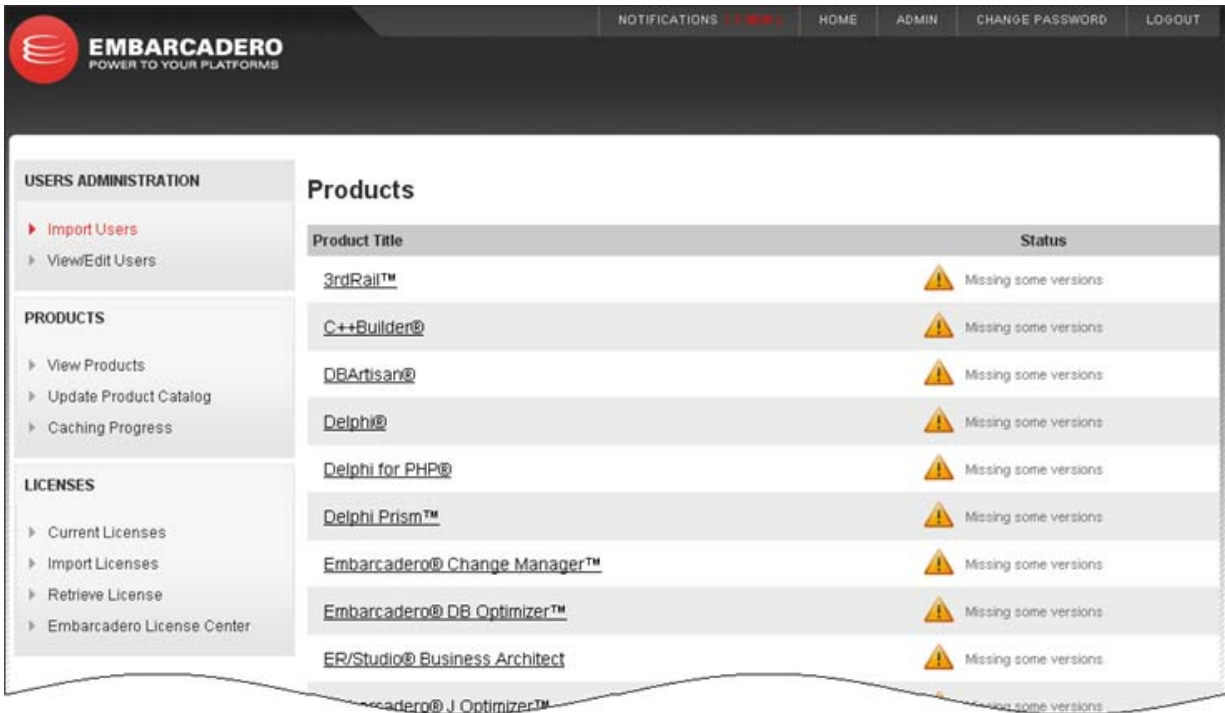 NOTIFICATIONS HOME ADMIN CHANGE PASSWORD LOGOUT
EMBARCADERO
POWER TO YOUR PLATFORMS
USERS ADMINISTRATION
Import Users
View/Edit Users
PRODUCTS
View Products
Update Product Catalog
Caching Progress
LICENSES
Current Licenses
Import Licenses
Retrieve License
Embarcadero License Center
Products
Product Title Status
3rdRail™ Missing some versions
C++Builder® Missing some versions
DBArtisan® Missing some versions
Delphi® Missing some versions
Delphi for PHP® Missing some versions
Delphi Prism™ Missing some versions
Embarcadero® Change Manager™ Missing some versions
Embarcadero® DB Optimizer™ Missing some versions
ER/Studio® Business Architect Missing some versions
J Optimizer™ some versions